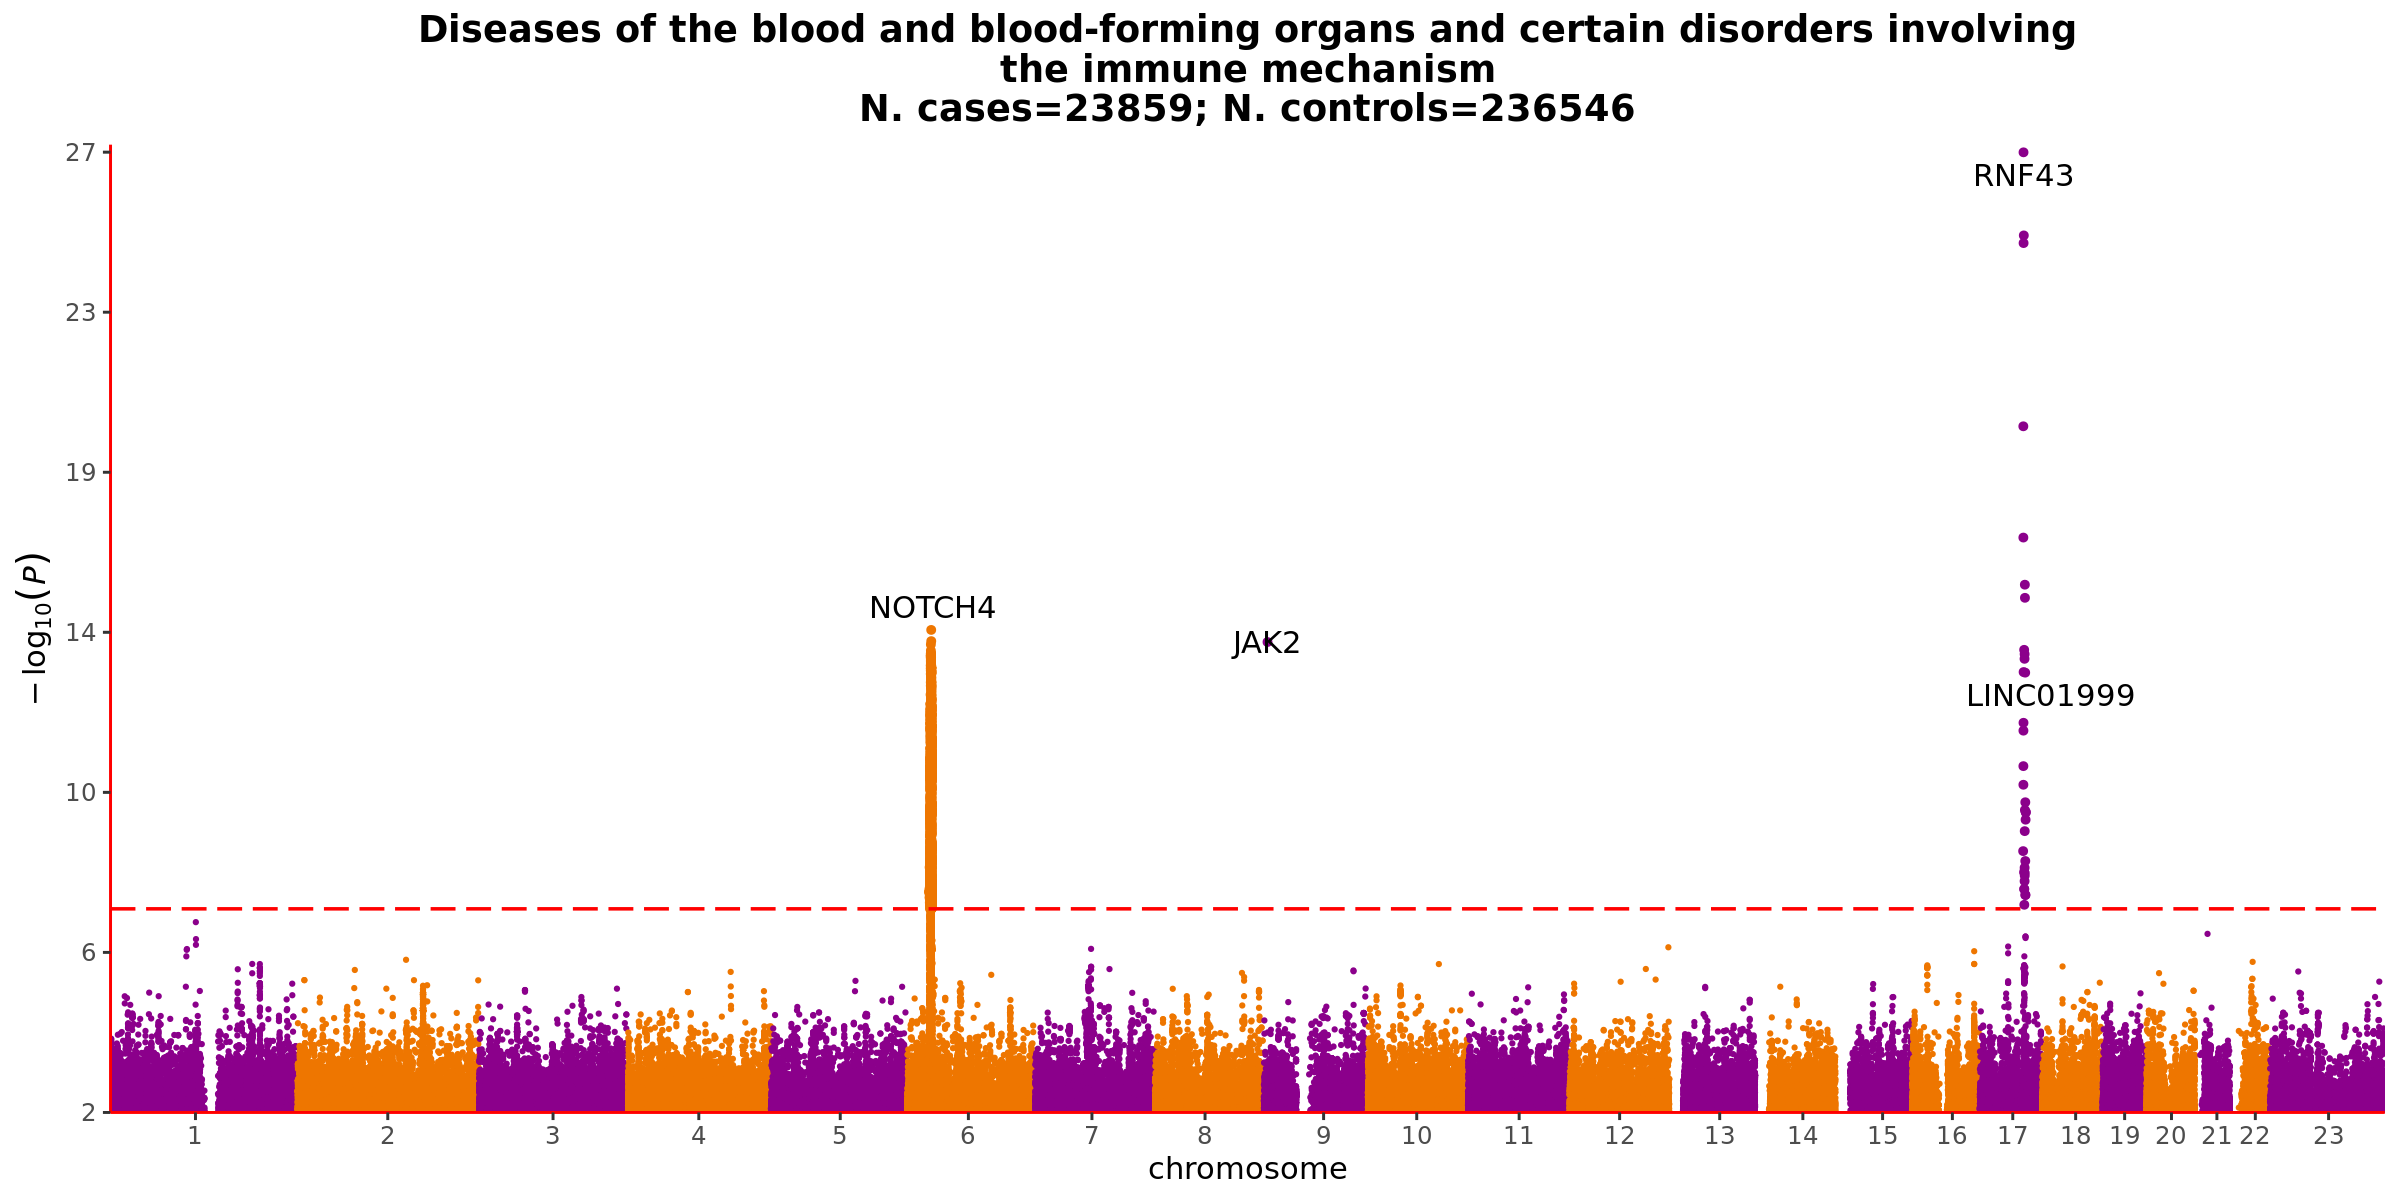 Diseases of the blood and blood-forming organs and certain disorders involving
the immune mechanism
N. cases=23859; N. controls=236546
27
RNF43
23
19
NOTCH4
14
JAK2
LINC01999
10
6
2
−log10(P)
1 2 3 4 5 6 7 8 9 10 11 12 13 14 15 16 17 18 19 20 21 22 23
chromosome